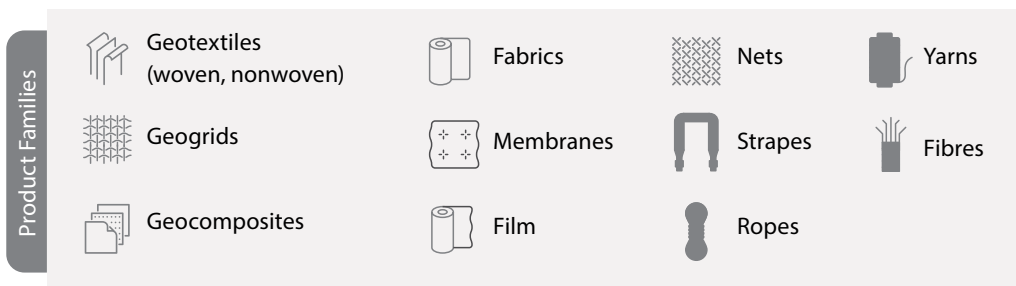 Product Families
Geotextiles
(woven, nonwoven)
Geogrids
Geocomposites
Fabrics
Membranes
Film
Nets
Strapes
Ropes
Yarns
Fibres